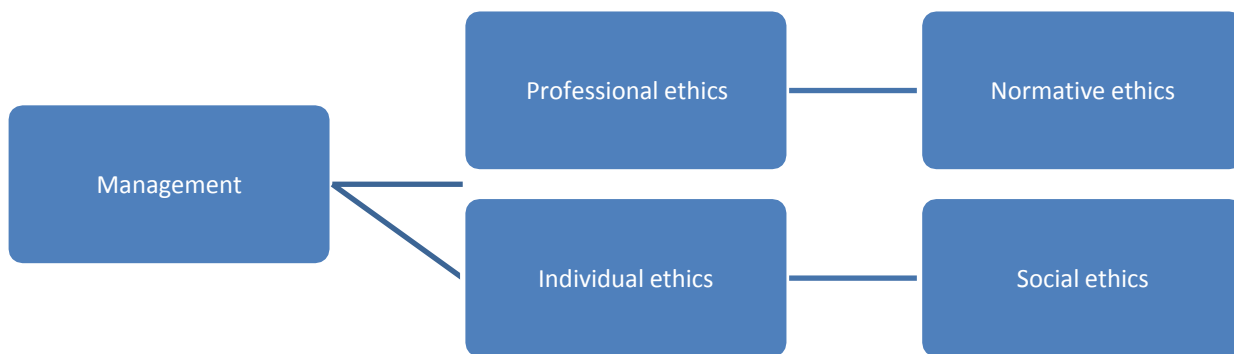 Professional ethics
Normative ethics
Management
Individual ethics
Social ethics